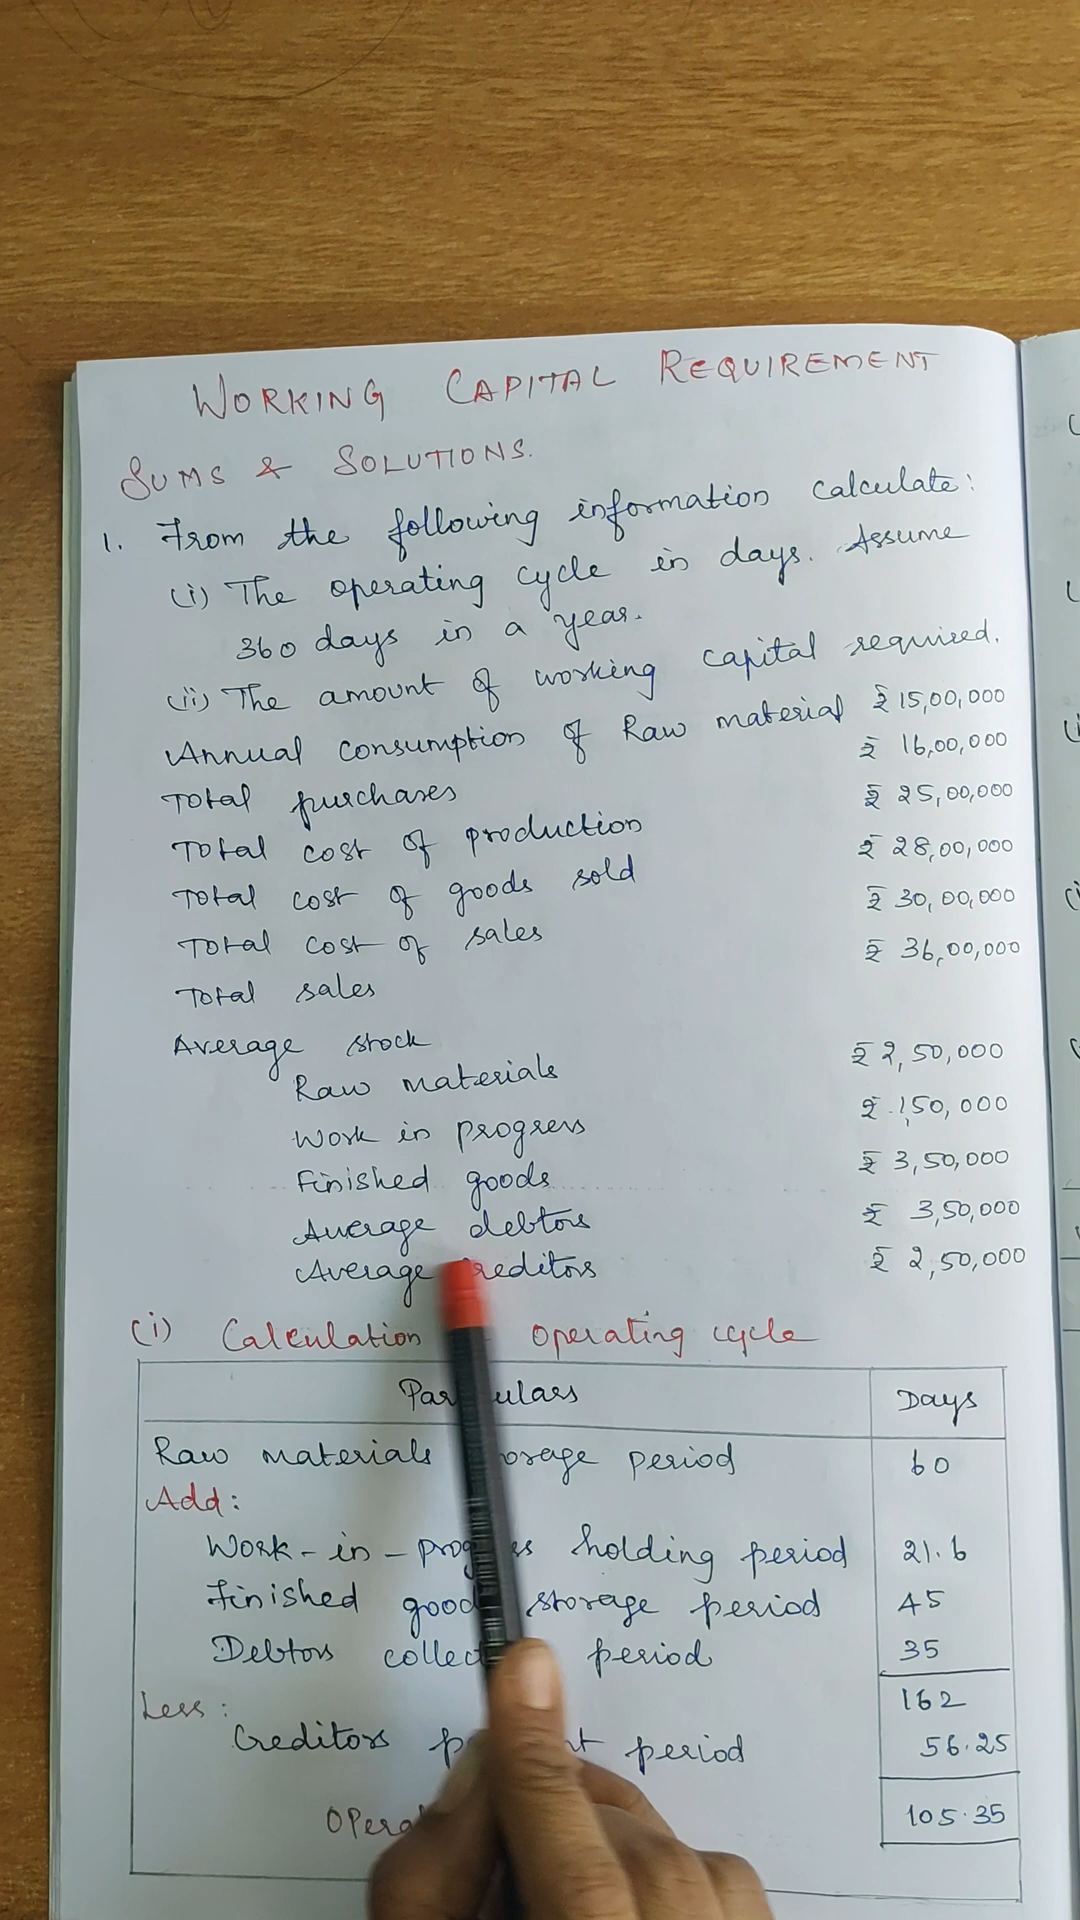 WORKING CAPITAL REQUIREMENT
SUMS & SOLUTIONS.
1. From the following information calculate:
(i) The operating cycle in days. Assume
360 days in a year.
(ii) The amount of working capital required.
Annual consumption of Raw material ₹ 15,00,000
Total purchases ₹ 16,00,000
Total cost of production ₹ 25,00,000
Total cost of goods sold ₹ 28,00,000
Total cost of sales ₹ 30,00,000
Total sales ₹ 36,00,000
Average stock
Raw materials ₹ 2,50,000
Work in progress ₹ 1,50,000
Finished goods ₹ 3,50,000
Average debtors ₹ 3,50,000
Average creditors ₹ 2,50,000
(i) Calculation operating cycle
Days
Raw materials period 60
Add:
Work-in-progress holding period 21.6
Finished goods storage period 45
Debtors period 35
162
Less:
Creditors period 56.25
105.35